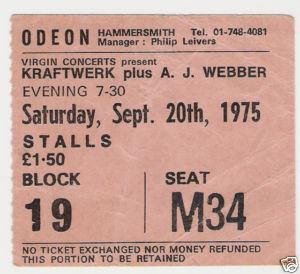 ODEON HAMMERSMITH Tel. 01-748-4081
Manager : Philip Leivers
VIRGIN CONCERTS present
KRAFTWERK plus A. J. WEBBER
EVENING 7-30
Saturday, Sept. 20th, 1975
STALLS
£1·50
BLOCK SEAT
19 M34
NO TICKET EXCHANGED NOR MONEY REFUNDED
THIS PORTION TO BE RETAINED